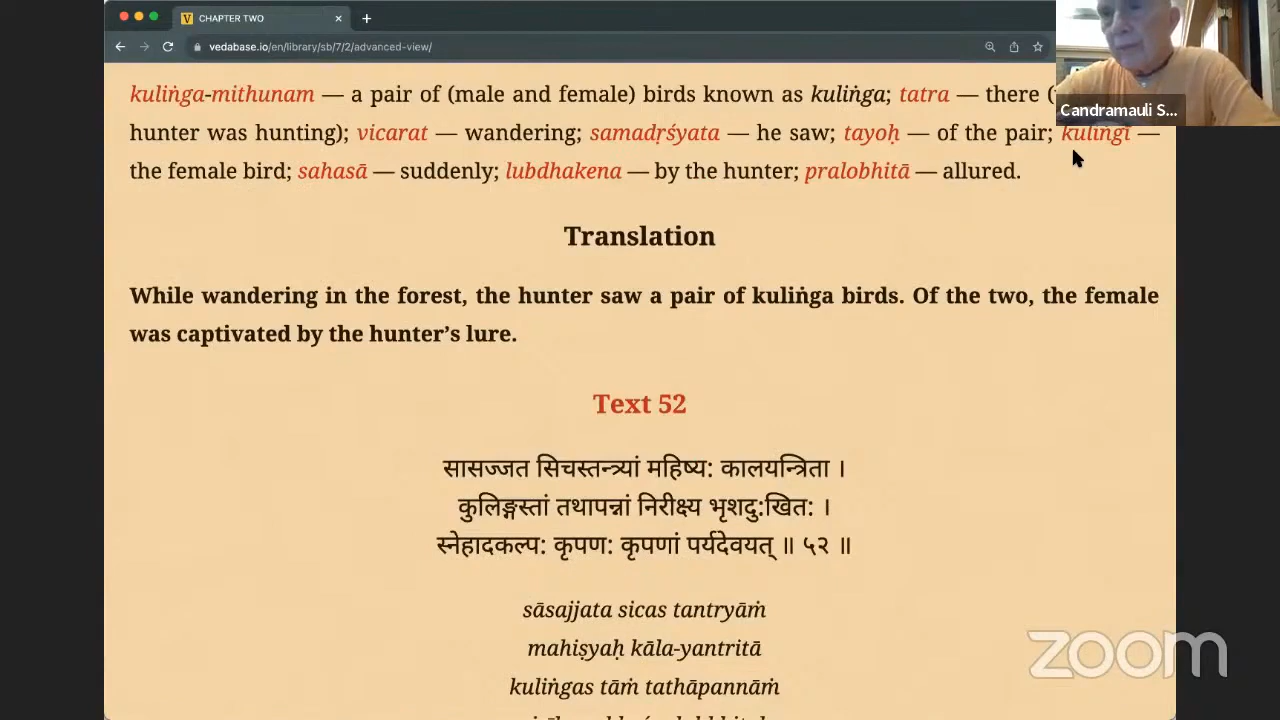 CHAPTER TWO
vedabase.io/en/library/sb/7/2/advanced-view/
Candramauli S...
kuliṅga-mithunam — a pair of (male and female) birds known as kuliṅga; tatra — there (
hunter was hunting); vicarat — wandering; samadṛśyata — he saw; tayoḥ — of the pair; kuliṅgī —
the female bird; sahasā — suddenly; lubdhakena — by the hunter; pralobhitā — allured.
Translation
While wandering in the forest, the hunter saw a pair of kuliṅga birds. Of the two, the female
was captivated by the hunter’s lure.
Text 52
सासज्जत सिचस्तन्‍त्र्यां महिष्य: कालयन्त्रिता ।
कुलिङ्गस्तां तथापन्नां निरीक्ष्य भृशदु:खित: ।
स्‍नेहादकल्प: कृपण: कृपणां पर्यदेवयत् ॥ ५२ ॥
sāsajjata sicas tantryāṁ
mahiṣyaḥ kāla-yantritā
kuliṅgas tāṁ tathāpannāṁ
zoom